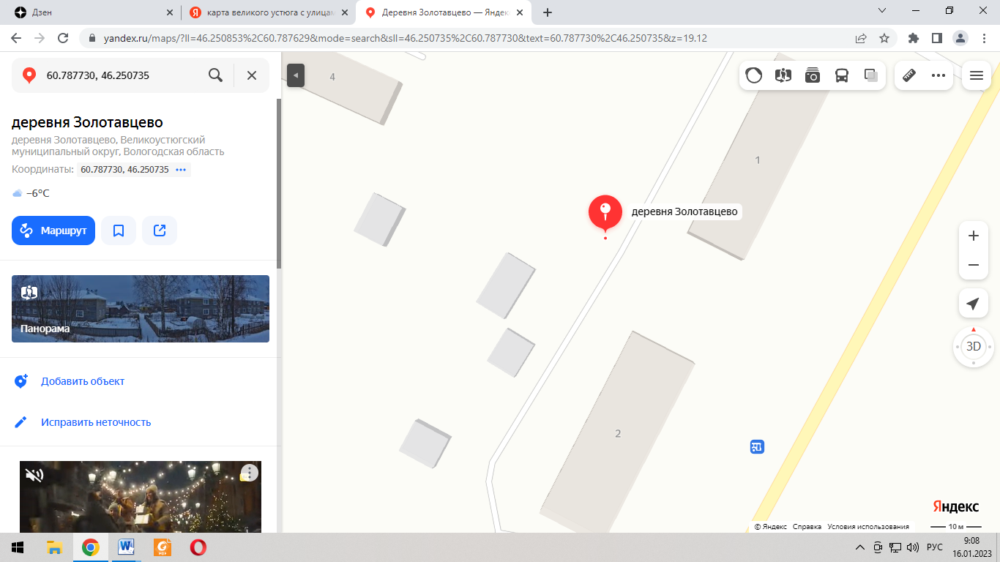 Дзен
карта великого устюга с улицам
Деревня Золотавцево — Яндек
yandex.ru/maps/?ll=46.250853%2C60.787629&mode=search&sll=46.250735%2C60.787730&text=60.787730%2C46.250735&z=19.12
60.787730, 46.250735
деревня Золотавцево
деревня Золотавцево, Великоустюгский
муниципальный округ, Вологодская область
Координаты: 60.787730, 46.250735
−6°C
Маршрут
Панорама
Добавить объект
Исправить неточность
4
1
деревня Золотавцево
2
3D
Яндекс
© Яндекс Справка Условия использования
10 м
PDF
РУС
9:08
16.01.2023